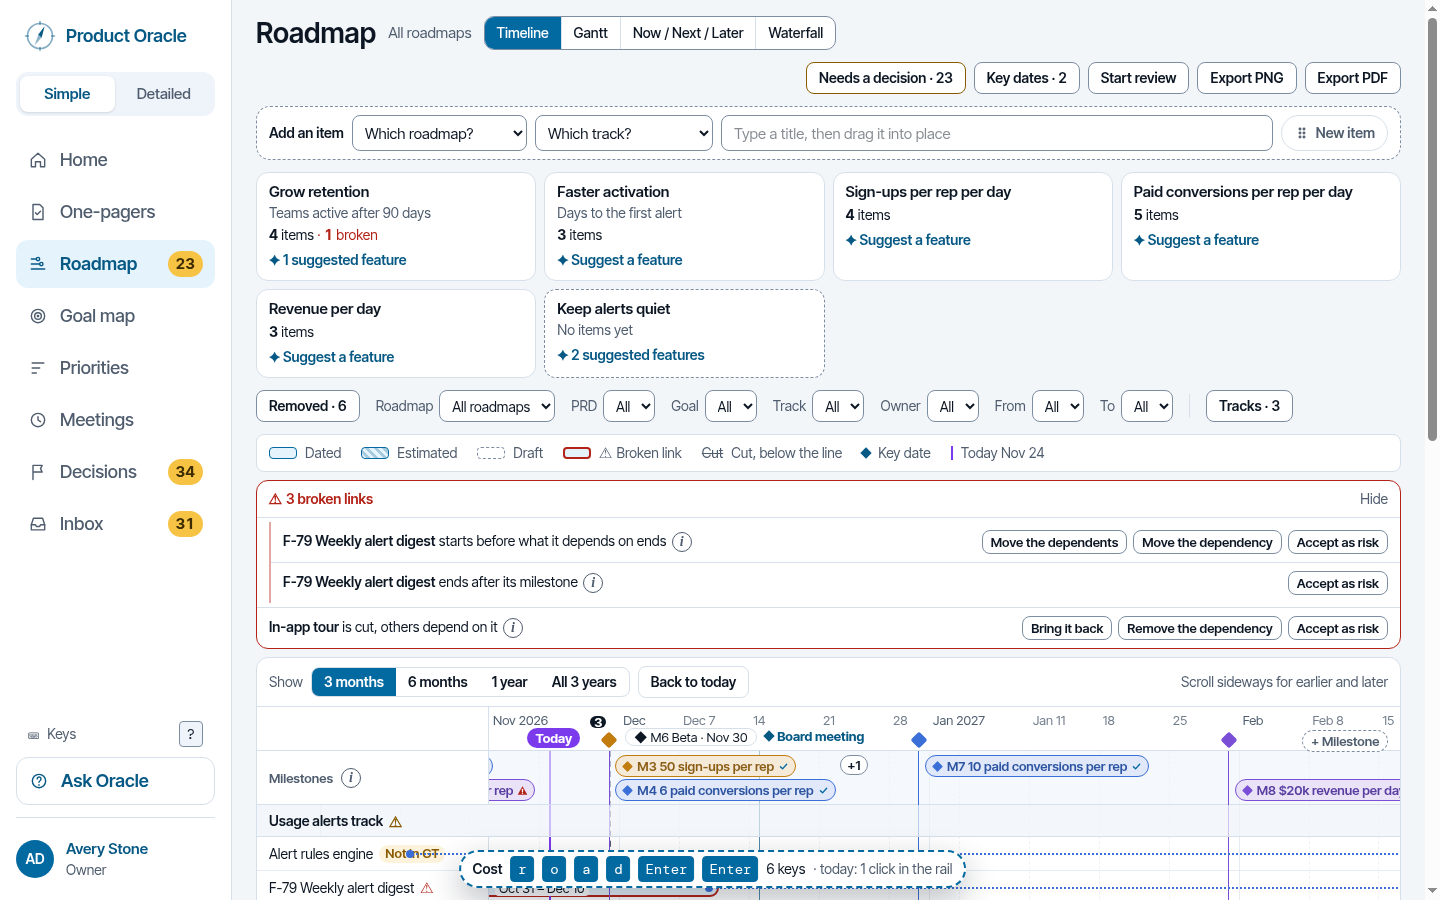 Product Oracle
Simple Detailed
Home
One-pagers
Roadmap 23
Goal map
Priorities
Meetings
Decisions 34
Inbox 31
Keys ?
Ask Oracle
AD Avery Stone
Owner
Roadmap All roadmaps Timeline Gantt Now / Next / Later Waterfall
Needs a decision · 23 Key dates · 2 Start review Export PNG Export PDF
Add an item Which roadmap? Which track? Type a title, then drag it into place New item
Grow retention
Teams active after 90 days
4 items · 1 broken
1 suggested feature
Faster activation
Days to the first alert
3 items
Suggest a feature
Sign-ups per rep per day
4 items
Suggest a feature
Paid conversions per rep per day
5 items
Suggest a feature
Revenue per day
3 items
Suggest a feature
Keep alerts quiet
No items yet
2 suggested features
Removed · 6 Roadmap All roadmaps PRD All Goal All Track All Owner All From All To All Tracks · 3
Dated Estimated Draft ⚠ Broken link Cut Cut, below the line Key date Today Nov 24
⚠ 3 broken links Hide
F-79 Weekly alert digest starts before what it depends on ends i Move the dependents Move the dependency Accept as risk
F-79 Weekly alert digest ends after its milestone i Accept as risk
In-app tour is cut, others depend on it i Bring it back Remove the dependency Accept as risk
Show 3 months 6 months 1 year All 3 years Back to today Scroll sideways for earlier and later
Nov 2026 3 Dec Dec 7 14 21 28 Jan 2027 Jan 11 18 25 Feb Feb 8 15
Today M6 Beta · Nov 30 Board meeting + Milestone
Milestones i M3 50 sign-ups per rep ✓ +1 M7 10 paid conversions per rep ✓
rep M4 6 paid conversions per rep ✓ M8 $20k revenue per day
Usage alerts track ⚠
Alert rules engine Not in GT
Cost r o a d Enter Enter 6 keys · today: 1 click in the rail
F-79 Weekly alert digest ⚠ Oct 31 – Dec 10